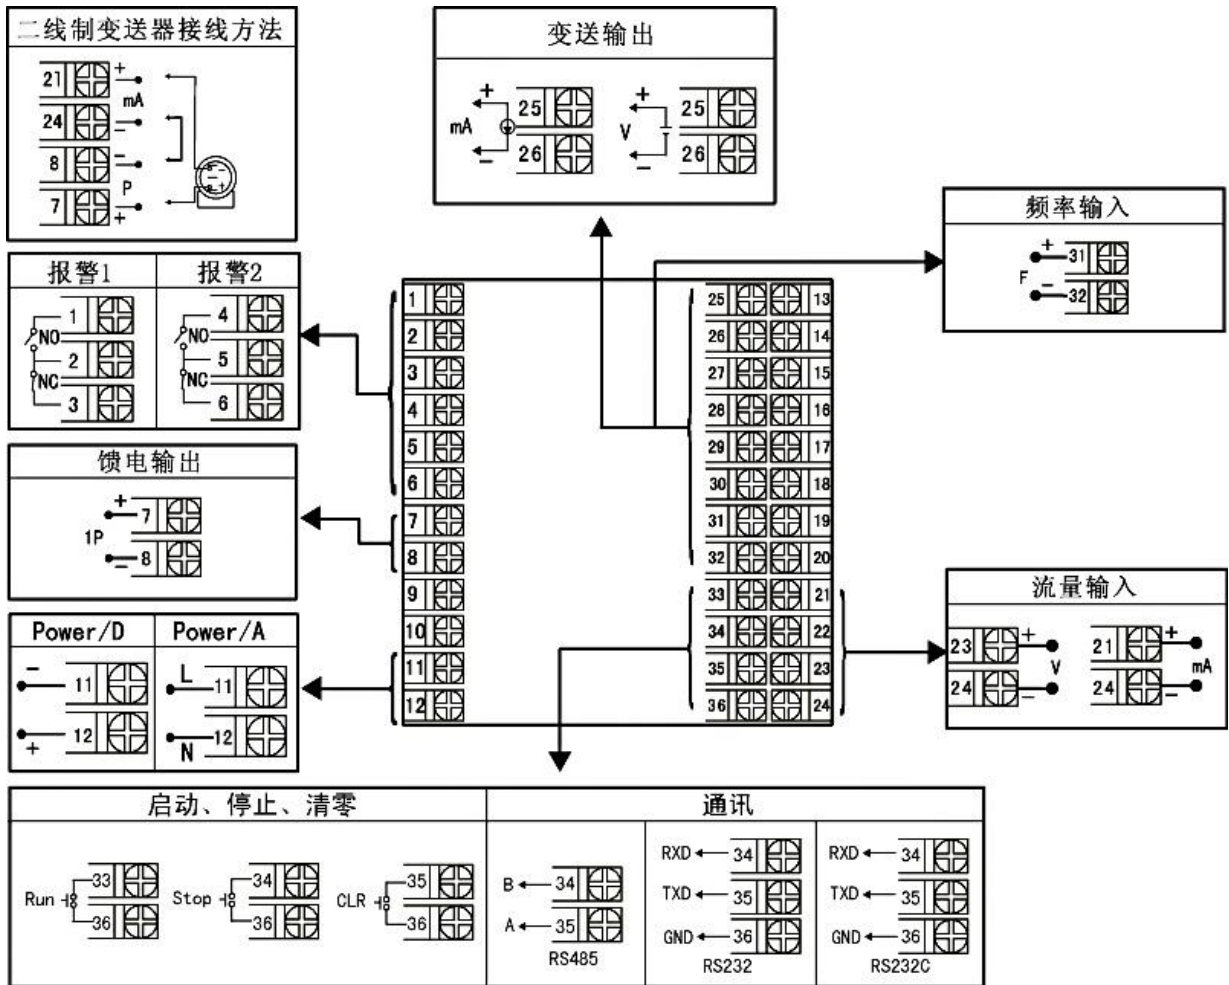 二线制变送器接线方法
21
+
mA
24
−
8
−
P
7
+
变送输出
mA
+
−
25
26
V
+
−
25
26
频率输入
F
+
31
−
32
报警1
报警2
1
NO
2
NC
3
4
NO
5
NC
6
馈电输出
1P
+
7
−
8
Power/D
Power/A
−
11
+
12
L
11
N
12
1
2
3
4
5
6
7
8
9
10
11
12
25 13
26 14
27 15
28 16
29 17
30 18
31 19
32 20
33 21
34 22
35 23
36 24
流量输入
23
+
V
24
−
21
+
mA
24
−
启动、停止、清零
通讯
Run
33
36
Stop
34
36
CLR
35
36
B
34
A
35
RS485
RXD 34
TXD 35
GND 36
RS232
RXD 34
TXD 35
GND 36
RS232C